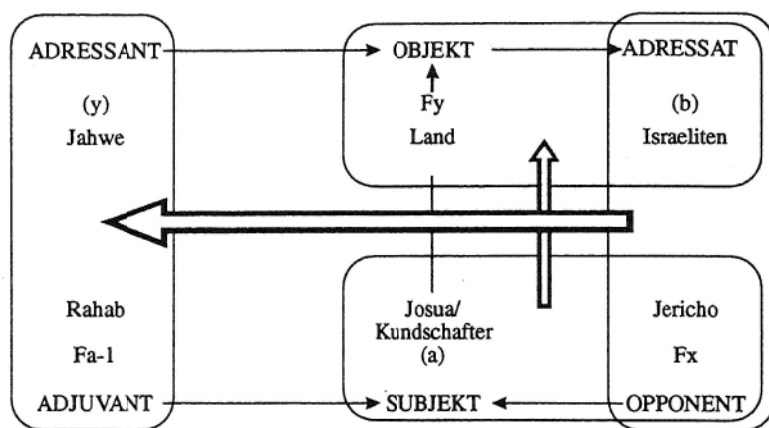 ADRESSANT OBJEKT ADRESSAT
(y) Fy (b)
Jahwe Land Israeliten
Rahab Josua/ Jericho
Kundschafter
Fa-1 (a) Fx
ADJUVANT SUBJEKT OPPONENT